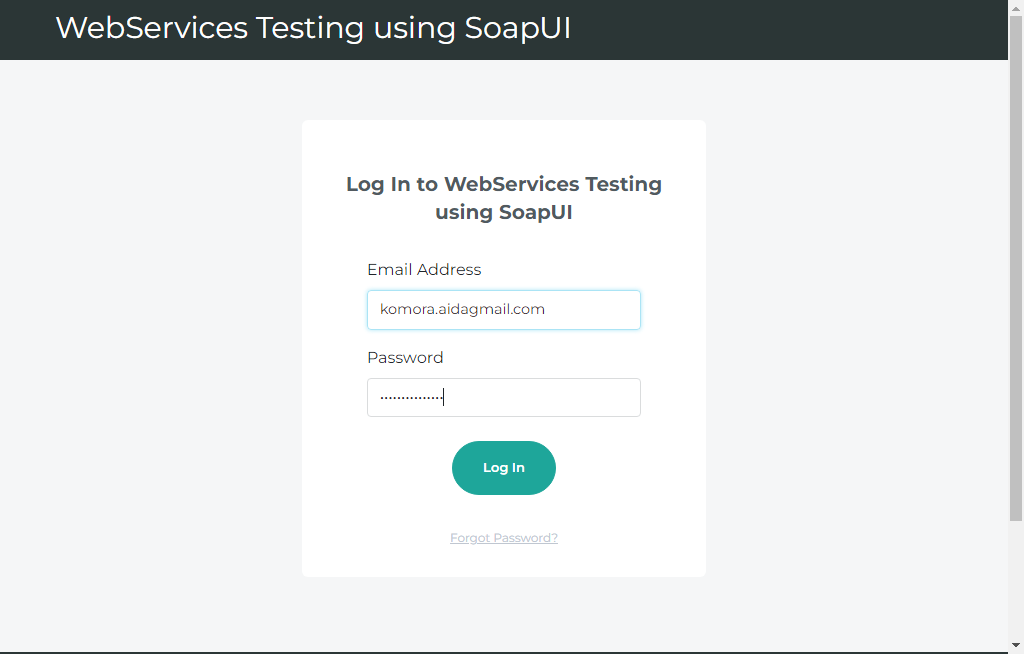 WebServices Testing using SoapUI
Log In to WebServices Testing
using SoapUI
Email Address
komora.aidagmail.com
Password
···············
Log In
Forgot Password?